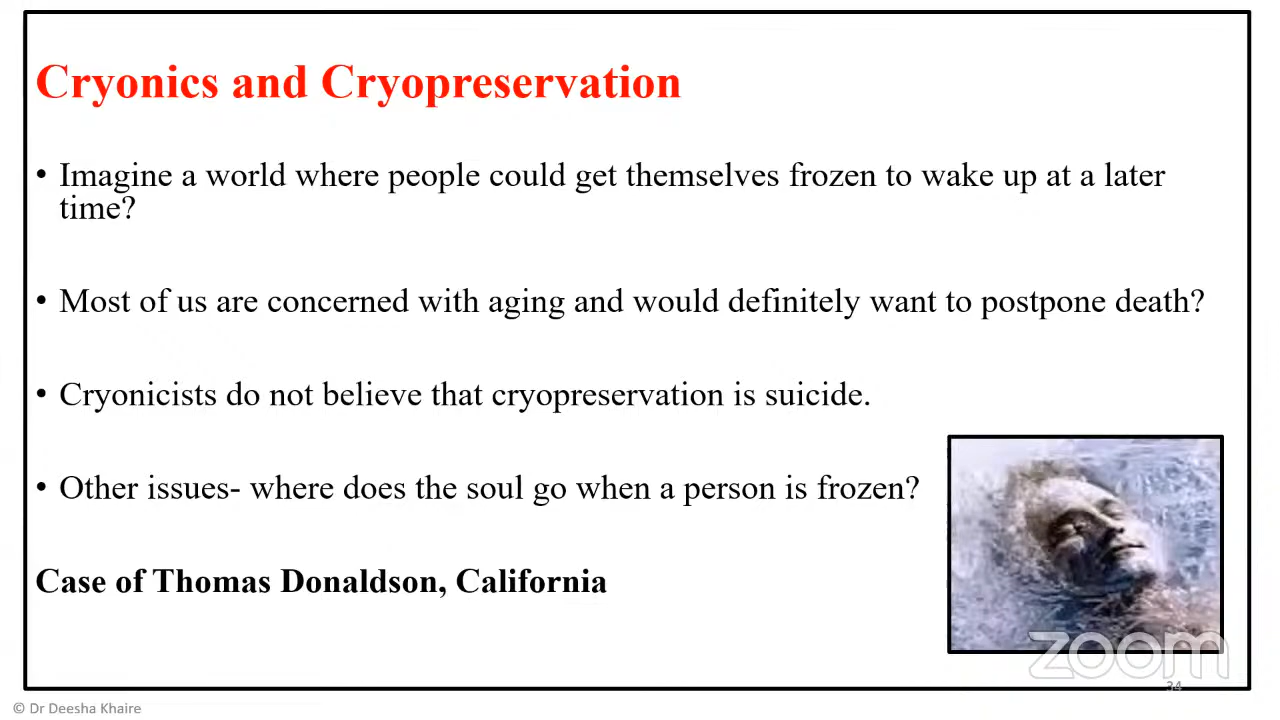 Cryonics and Cryopreservation
• Imagine a world where people could get themselves frozen to wake up at a later
time?
• Most of us are concerned with aging and would definitely want to postpone death?
• Cryonicists do not believe that cryopreservation is suicide.
• Other issues- where does the soul go when a person is frozen?
Case of Thomas Donaldson, California
zoom
34
© Dr Deesha Khaire